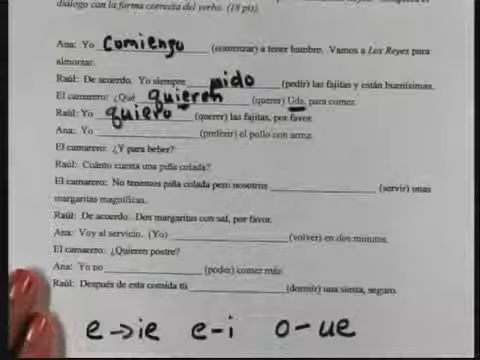 diálogo con la forma correcta del verbo. (18 pts).
Ana: Yo comiengo (comenzar) a tener hambre. Vamos a Los Reyes para
almorzar.
Raúl: De acuerdo. Yo siempre pido (pedir) las fajitas y están buenísimas.
El camarero: ¿Qué quieren (querer) Uds. para comer.
Raúl: Yo quiero (querer) las fajitas, por favor.
Ana: Yo (preferir) el pollo con arroz.
El camarero: ¿Y para beber?
Raúl: Cuánto cuesta una piña colada?
El camarero: No tenemos piña colada pero nosotros (servir) unas
margaritas magníficas.
Raúl: De acuerdo. Dos margaritas con sal, por favor.
Ana: Voy al servicio. (Yo) (volver) en dos minutos.
El camarero: ¿Quieren postre?
Ana: Yo no (poder) comer más.
Raúl: Después de esta comida tú (dormir) una siesta, seguro.
e → ie e - i o - ue